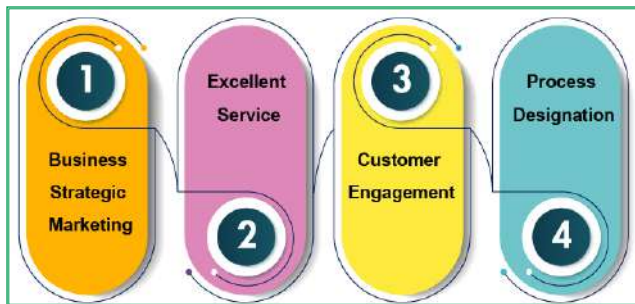 1
Business
Strategic
Marketing
Excellent
Service
2
3
Customer
Engagement
Process
Designation
4